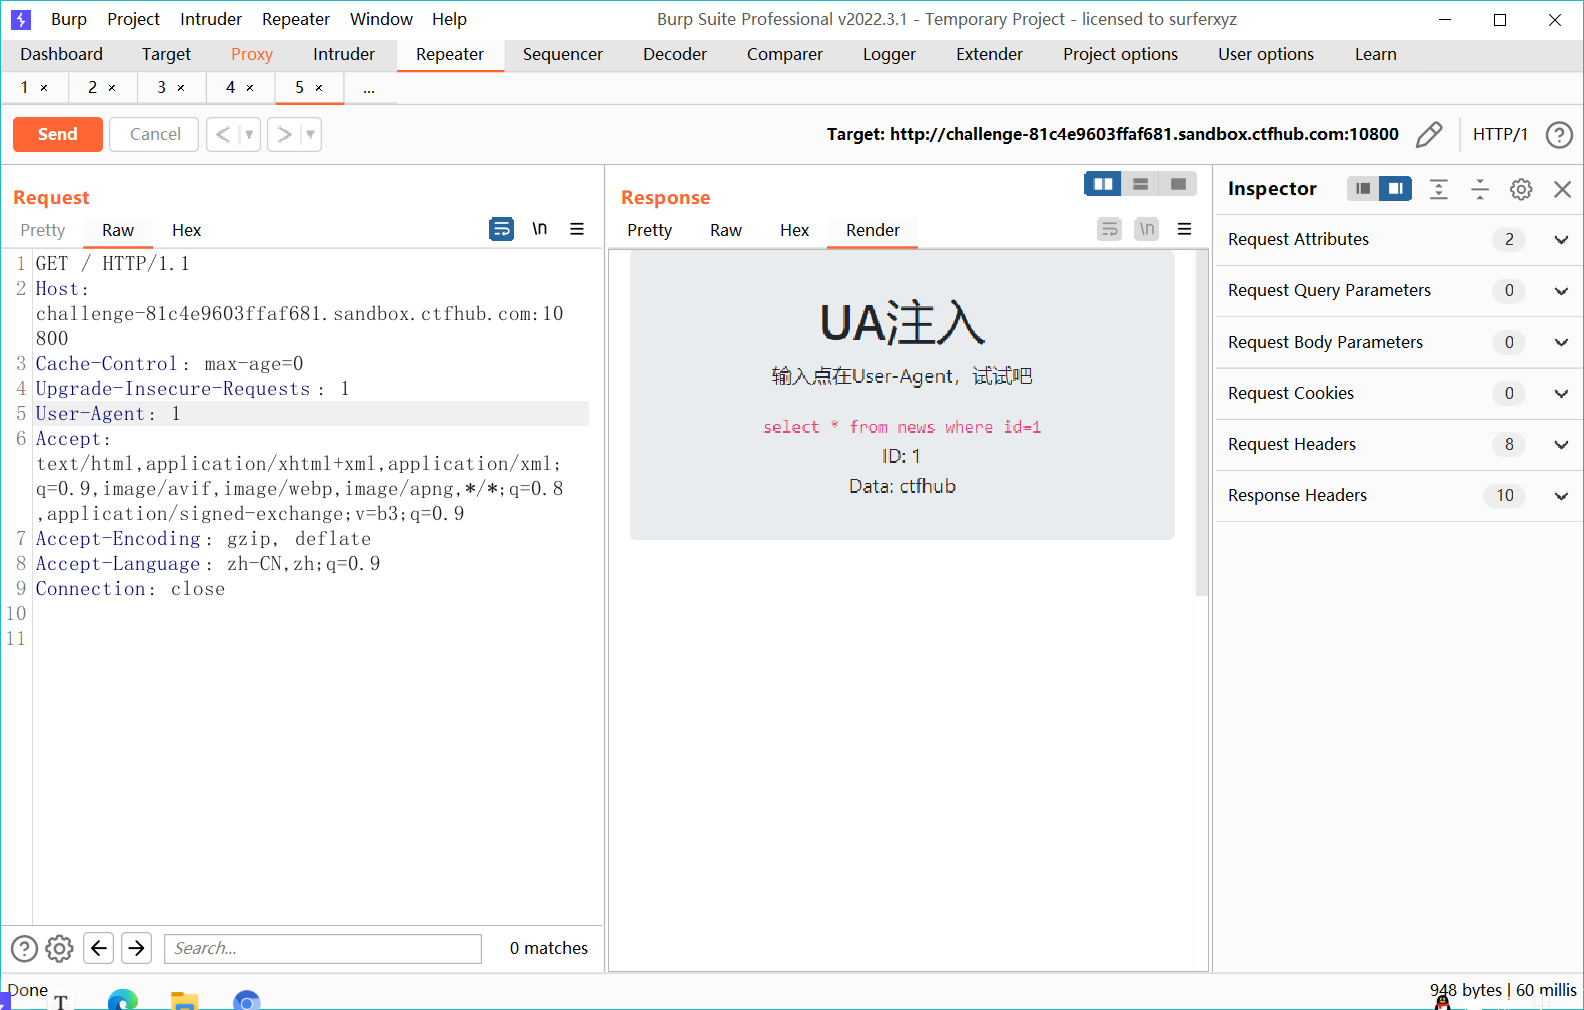 Burp Project Intruder Repeater Window Help Burp Suite Professional v2022.3.1 - Temporary Project - licensed to surferxyz
Dashboard Target Proxy Intruder Repeater Sequencer Decoder Comparer Logger Extender Project options User options Learn
1 × 2 × 3 × 4 × 5 × ...
Send Cancel < > Target: http://challenge-81c4e9603ffaf681.sandbox.ctfhub.com:10800 HTTP/1 ?
Request
Pretty Raw Hex \n
1 GET / HTTP/1.1
2 Host:
challenge-81c4e9603ffaf681.sandbox.ctfhub.com:10
800
3 Cache-Control: max-age=0
4 Upgrade-Insecure-Requests: 1
5 User-Agent: 1
6 Accept:
text/html,application/xhtml+xml,application/xml;
q=0.9,image/avif,image/webp,image/apng,*/*;q=0.8
,application/signed-exchange;v=b3;q=0.9
7 Accept-Encoding: gzip, deflate
8 Accept-Language: zh-CN,zh;q=0.9
9 Connection: close
10
11
? Search... 0 matches
Response
Pretty Raw Hex Render \n
UA注入
输入点在User-Agent，试试吧
select * from news where id=1
ID: 1
Data: ctfhub
Inspector
Request Attributes 2
Request Query Parameters 0
Request Body Parameters 0
Request Cookies 0
Request Headers 8
Response Headers 10
Done 948 bytes | 60 millis
T